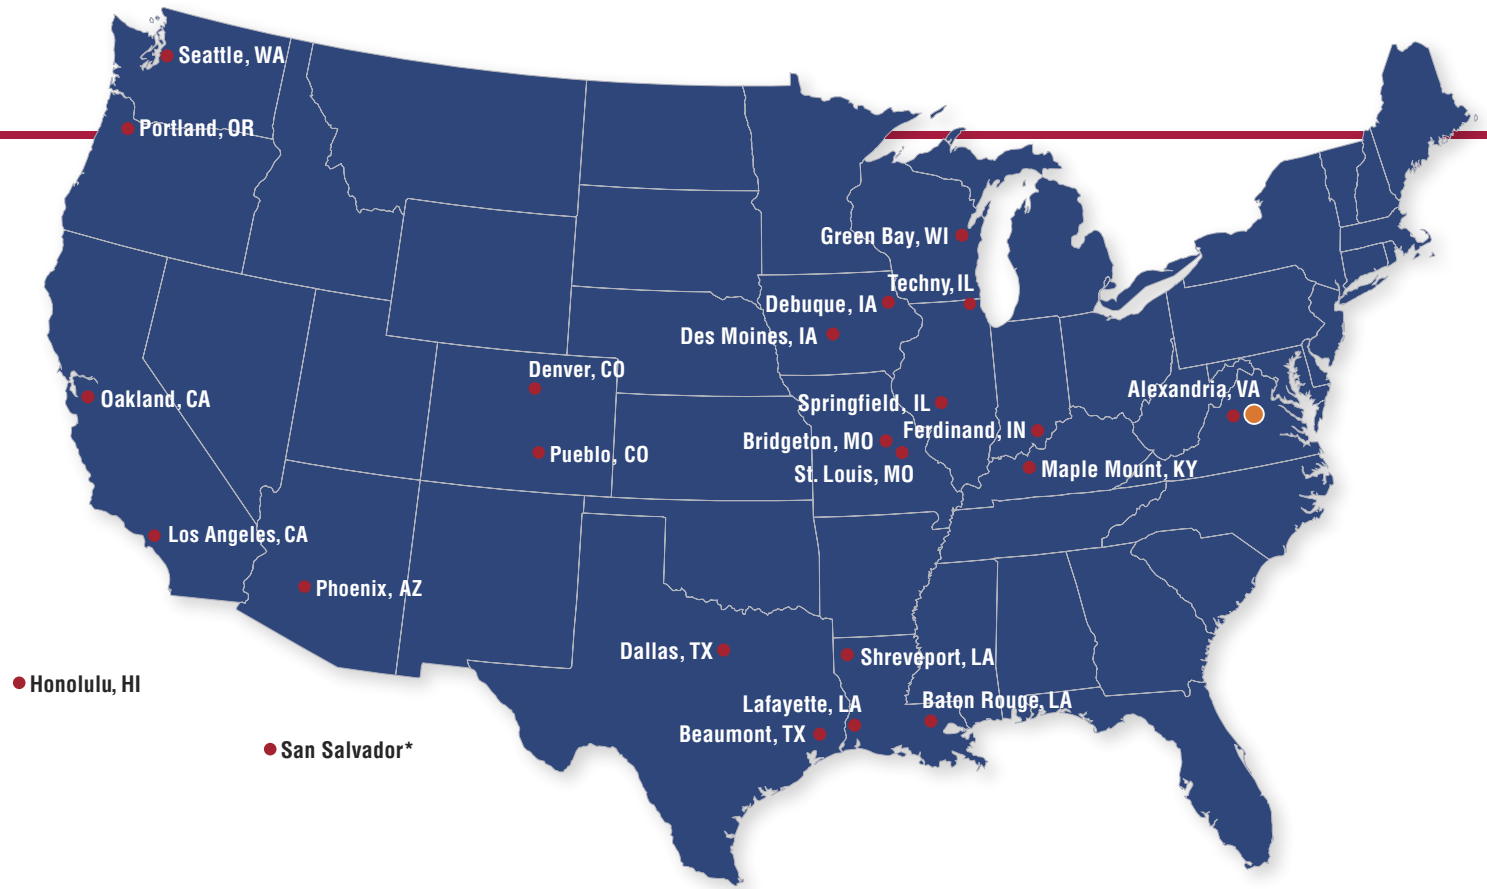 Seattle, WA
Portland, OR
Green Bay, WI
Techny, IL
Debuque, IA
Des Moines, IA
Denver, CO
Alexandria, VA
Oakland, CA
Springfield, IL
Ferdinand, IN
Bridgeton, MO
Pueblo, CO
Maple Mount, KY
St. Louis, MO
Los Angeles, CA
Phoenix, AZ
Dallas, TX
Shreveport, LA
Honolulu, HI
Baton Rouge, LA
Lafayette, LA
Beaumont, TX
San Salvador*